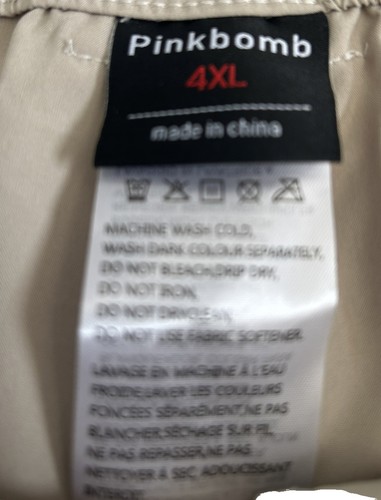 Pinkbomb
4XL
made in china
MACHINE WASH COLD,
WASH DARK COLOUR SEPARATELY,
DO NOT BLEACH,DRIP DRY,
DO NOT IRON,
DO NOT DRYCLEAN,
DO NOT USE FABRIC SOFTENER.
LAVAGE EN MACHINE À L'EAU
FROIDE,LAVER LES COULEURS
FONCÉES SÉPARÉMENT,NE PAS
BLANCHIR,SÉCHAGE SUR FIL,
NE PAS REPASSER,NE PAS
NETTOYER À SEC, ADOUCISSANT